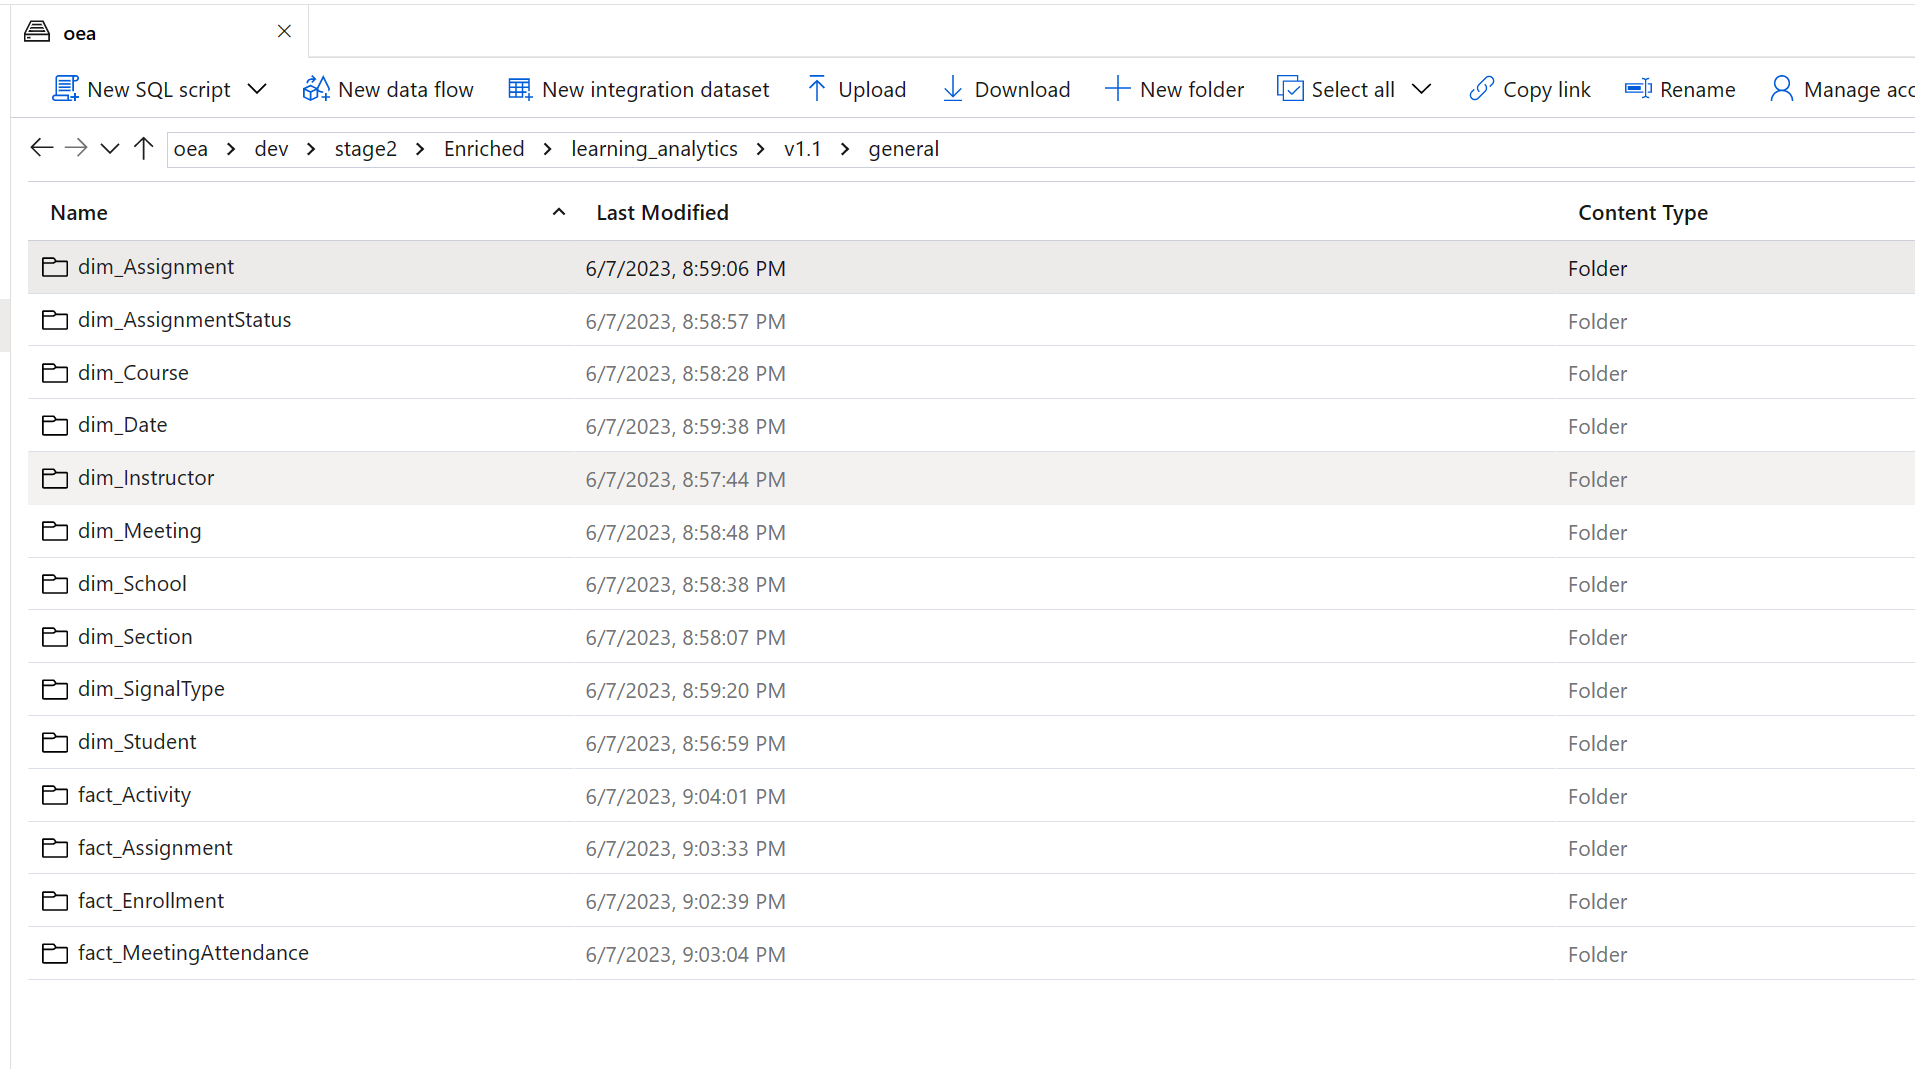 oea
New SQL script New data flow New integration dataset Upload Download New folder Select all Copy link Rename Manage acc
oea > dev > stage2 > Enriched > learning_analytics > v1.1 > general
Name Last Modified Content Type
dim_Assignment 6/7/2023, 8:59:06 PM Folder
dim_AssignmentStatus 6/7/2023, 8:58:57 PM Folder
dim_Course 6/7/2023, 8:58:28 PM Folder
dim_Date 6/7/2023, 8:59:38 PM Folder
dim_Instructor 6/7/2023, 8:57:44 PM Folder
dim_Meeting 6/7/2023, 8:58:48 PM Folder
dim_School 6/7/2023, 8:58:38 PM Folder
dim_Section 6/7/2023, 8:58:07 PM Folder
dim_SignalType 6/7/2023, 8:59:20 PM Folder
dim_Student 6/7/2023, 8:56:59 PM Folder
fact_Activity 6/7/2023, 9:04:01 PM Folder
fact_Assignment 6/7/2023, 9:03:33 PM Folder
fact_Enrollment 6/7/2023, 9:02:39 PM Folder
fact_MeetingAttendance 6/7/2023, 9:03:04 PM Folder